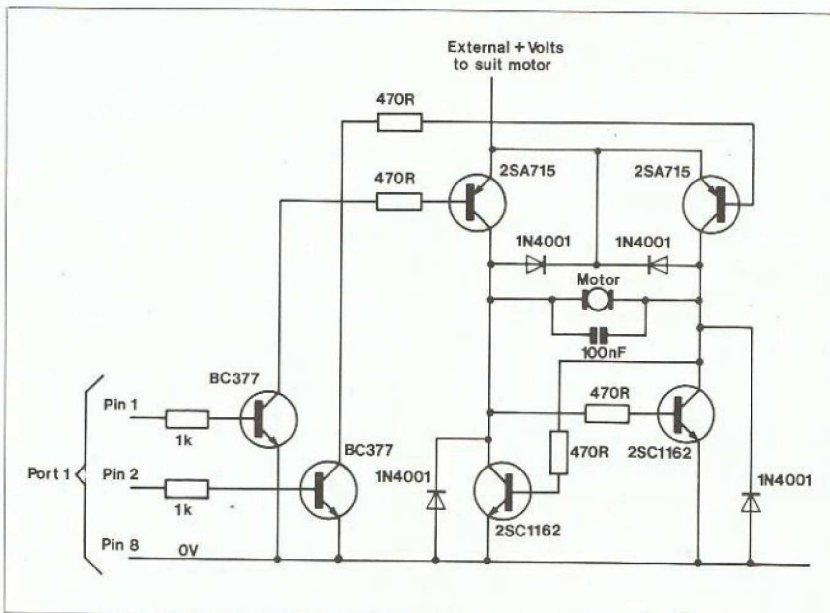 External + Volts
to suit motor
470R
2SA715
2SA715
470R
1N4001
1N4001
Motor
100nF
BC377
Pin 1
1k
470R
470R
2SC1162
BC377
Port 1
Pin 2
1k
1N4001
1N4001
2SC1162
Pin 8
0V